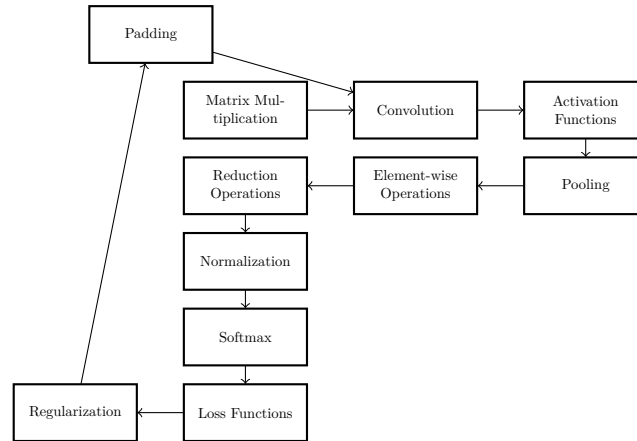 Padding
Matrix Mul-
tiplication
Convolution
Activation
Functions
Reduction
Operations
Element-wise
Operations
Pooling
Normalization
Softmax
Regularization
Loss Functions